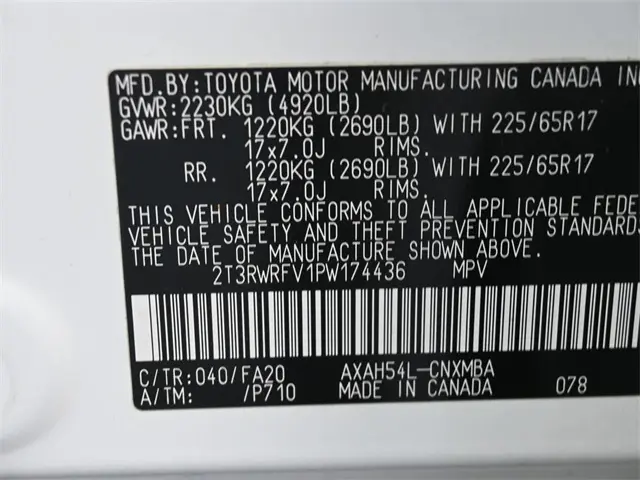 MFD.BY:TOYOTA MOTOR MANUFACTURING CANADA IN
GVWR:2230KG (4920LB)
GAWR:FRT. 1220KG (2690LB) WITH 225/65R17
17x7.0J RIMS.
RR. 1220KG (2690LB) WITH 225/65R17
17x7.0J RIMS.
THIS VEHICLE CONFORMS TO ALL APPLICABLE FEDE
VEHICLE SAFETY AND THEFT PREVENTION STANDARDS
THE DATE OF MANUFACTURE SHOWN ABOVE.
2T3RWRFV1PW174436 MPV
C/TR:040/FA20 AXAH54L-CNXMBA
A/TM: /P710 MADE IN CANADA 078